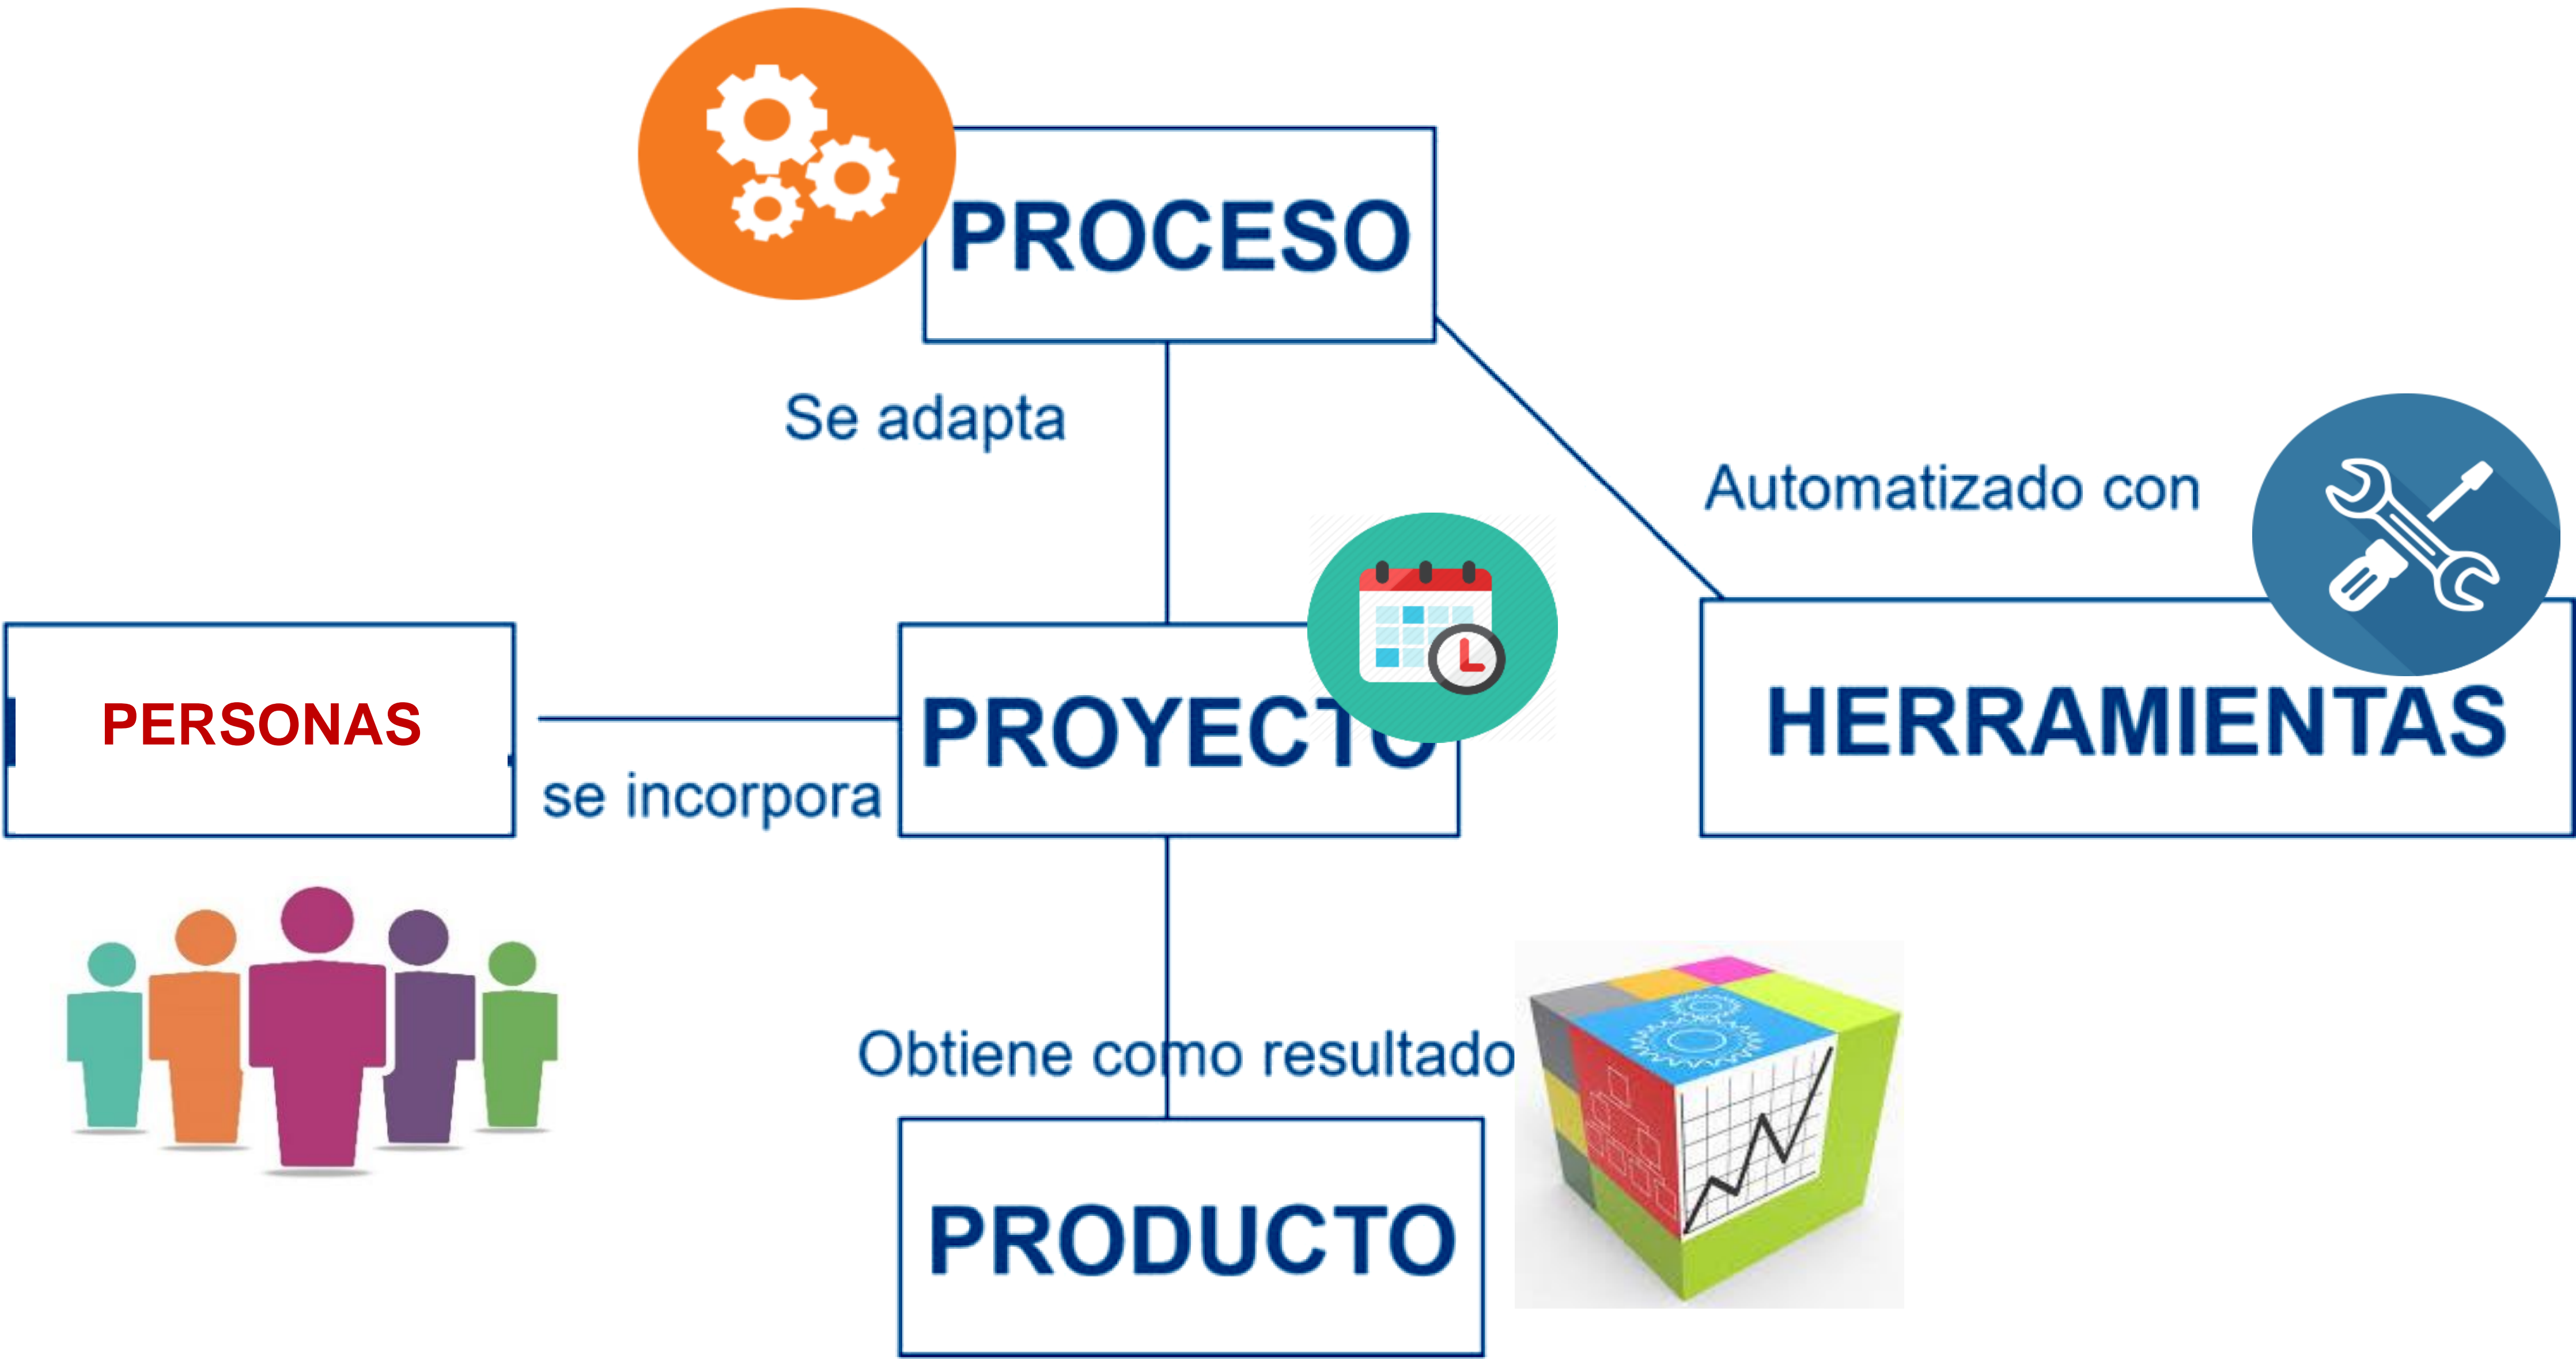 PROCESO
Se adapta
Automatizado con
PERSONAS
PROYECTO
HERRAMIENTAS
se incorpora
Obtiene como resultado
PRODUCTO